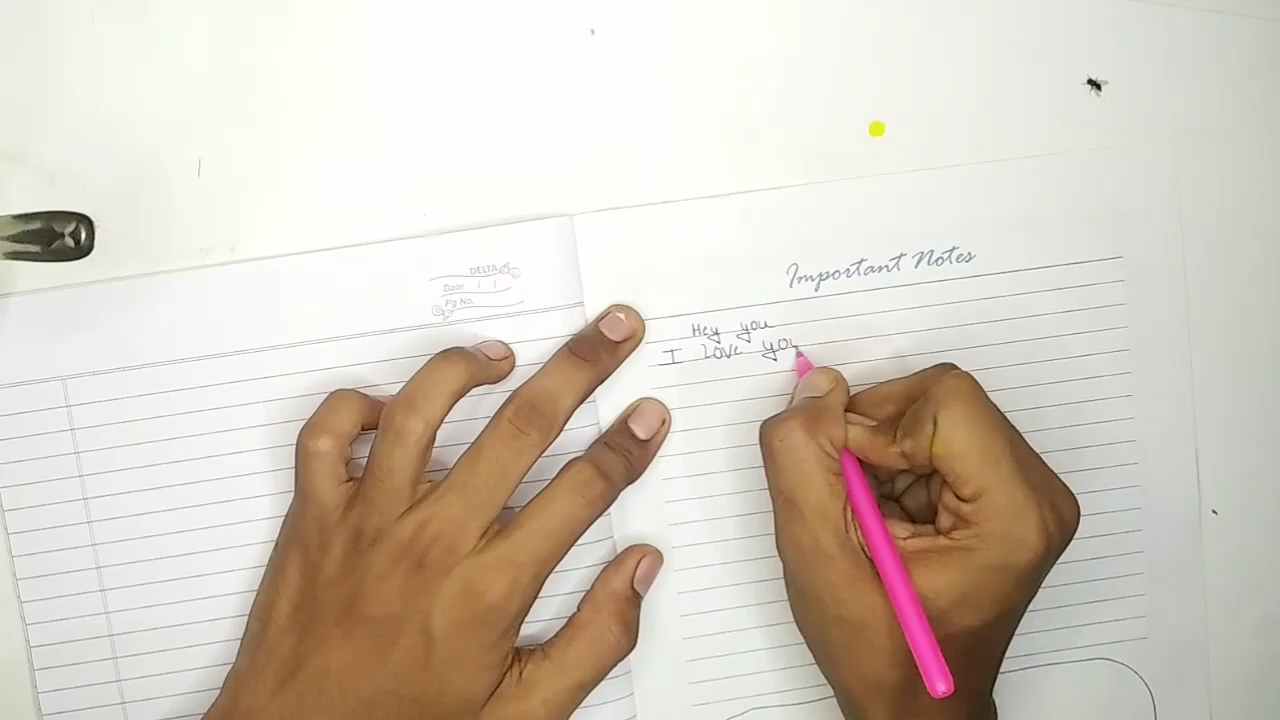 DELTA
Date / /
Pg No.
Important Notes
Hey you
I love you